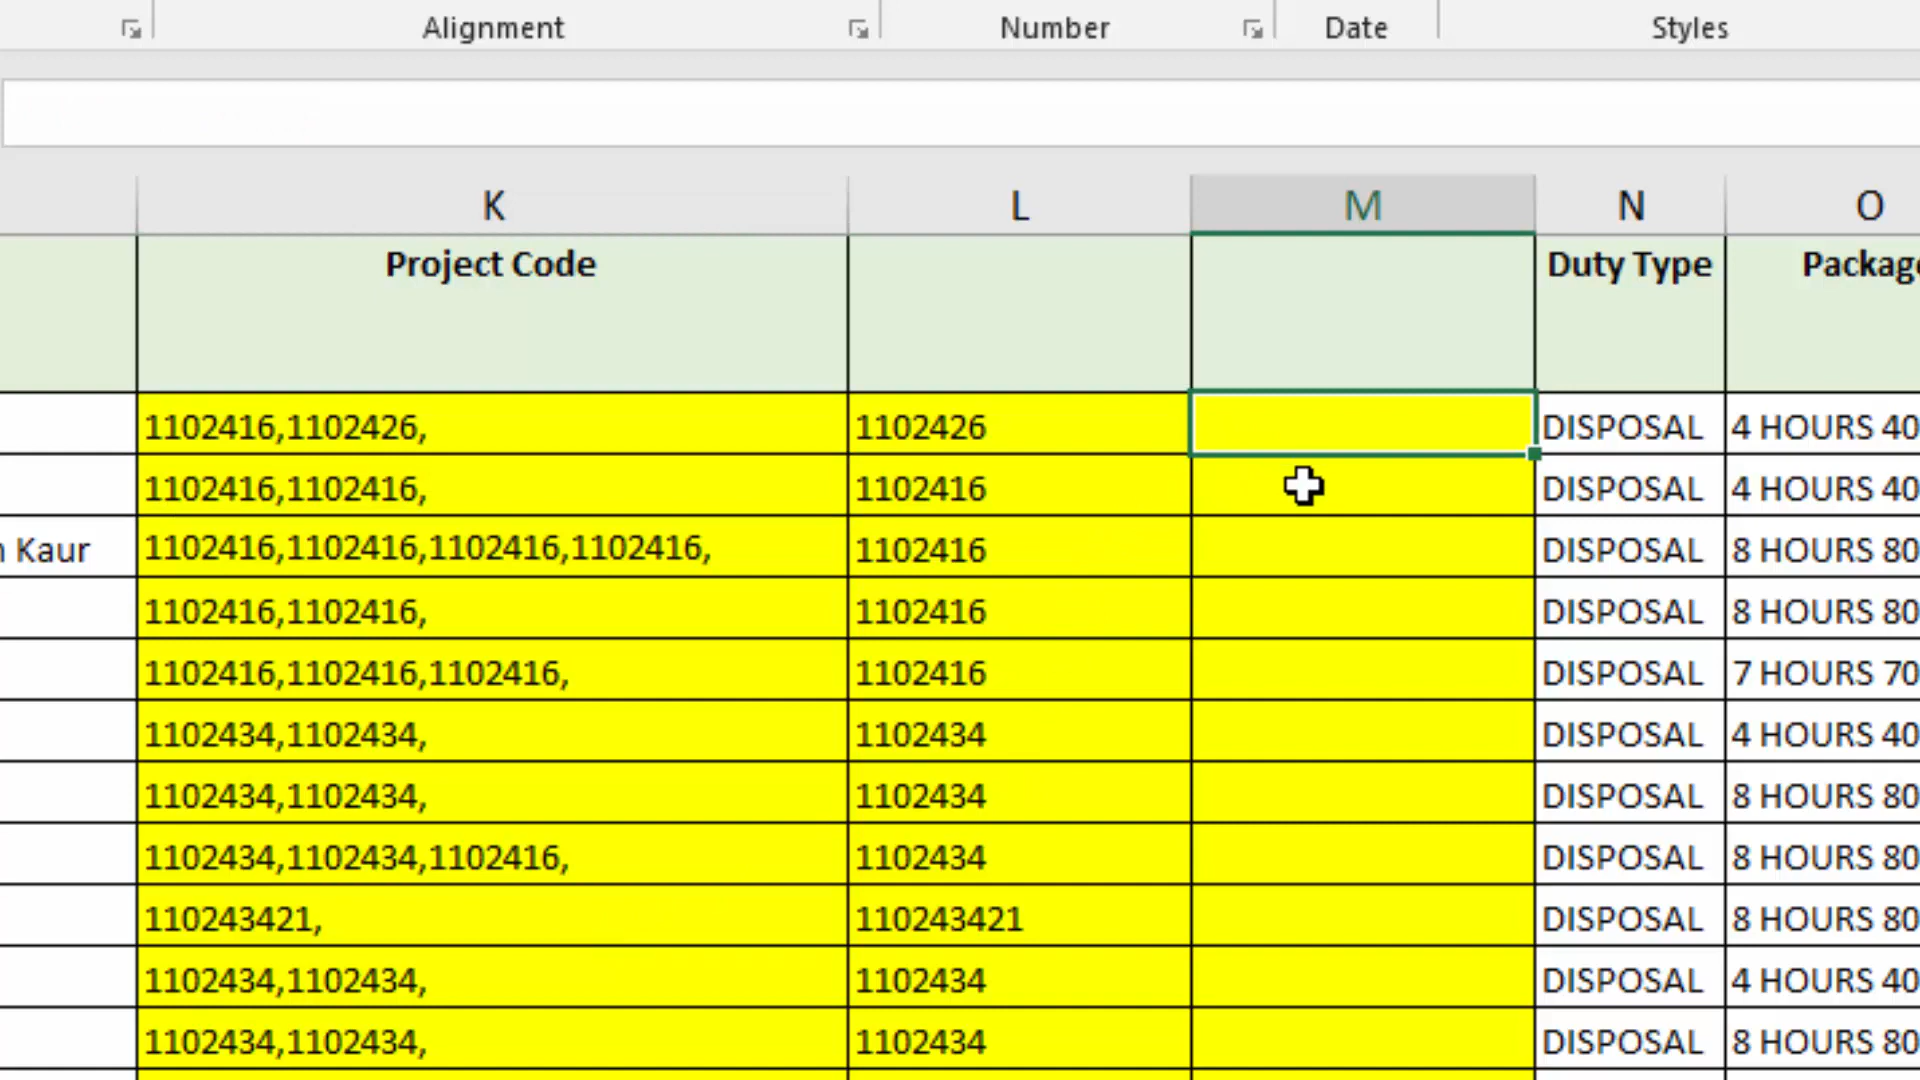 Alignment Number Date Styles
K L M N O
Project Code Duty Type Package
1102416,1102426, 1102426 DISPOSAL 4 HOURS 40
1102416,1102416, 1102416 DISPOSAL 4 HOURS 40
n Kaur 1102416,1102416,1102416,1102416, 1102416 DISPOSAL 8 HOURS 80
1102416,1102416, 1102416 DISPOSAL 8 HOURS 80
1102416,1102416,1102416, 1102416 DISPOSAL 7 HOURS 70
1102434,1102434, 1102434 DISPOSAL 4 HOURS 40
1102434,1102434, 1102434 DISPOSAL 8 HOURS 80
1102434,1102434,1102416, 1102434 DISPOSAL 8 HOURS 80
110243421, 110243421 DISPOSAL 8 HOURS 80
1102434,1102434, 1102434 DISPOSAL 4 HOURS 40
1102434,1102434, 1102434 DISPOSAL 8 HOURS 80